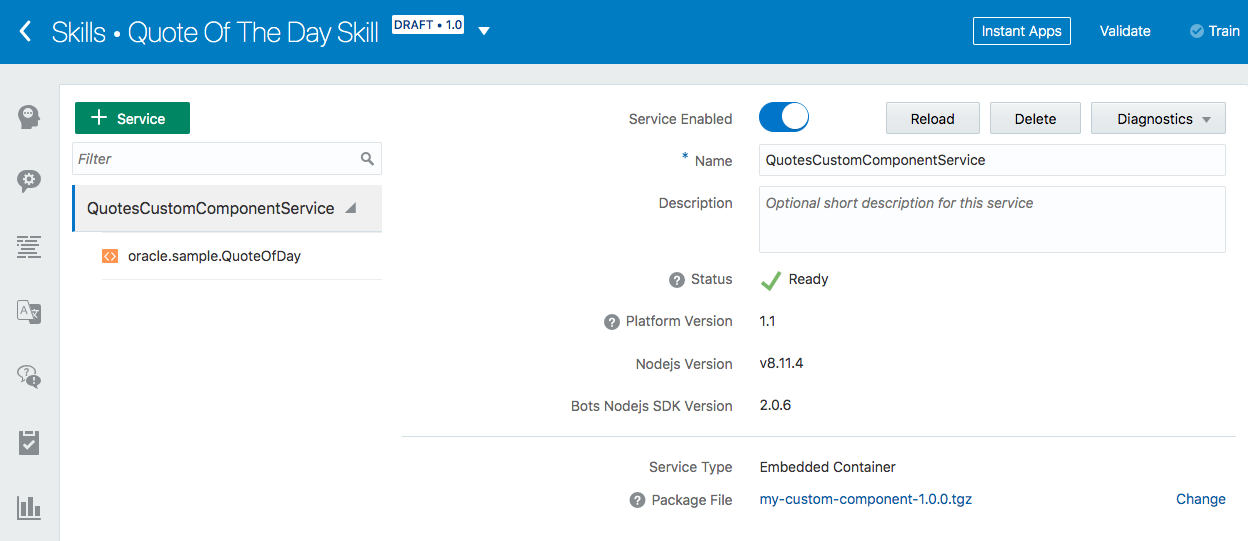 Skills • Quote Of The Day Skill DRAFT • 1.0 Instant Apps Validate Train
Service
Service Enabled Reload Delete Diagnostics
Filter
* Name QuotesCustomComponentService
QuotesCustomComponentService
Description Optional short description for this service
oracle.sample.QuoteOfDay
? Status Ready
? Platform Version 1.1
Nodejs Version v8.11.4
Bots Nodejs SDK Version 2.0.6
Service Type Embedded Container
? Package File my-custom-component-1.0.0.tgz Change